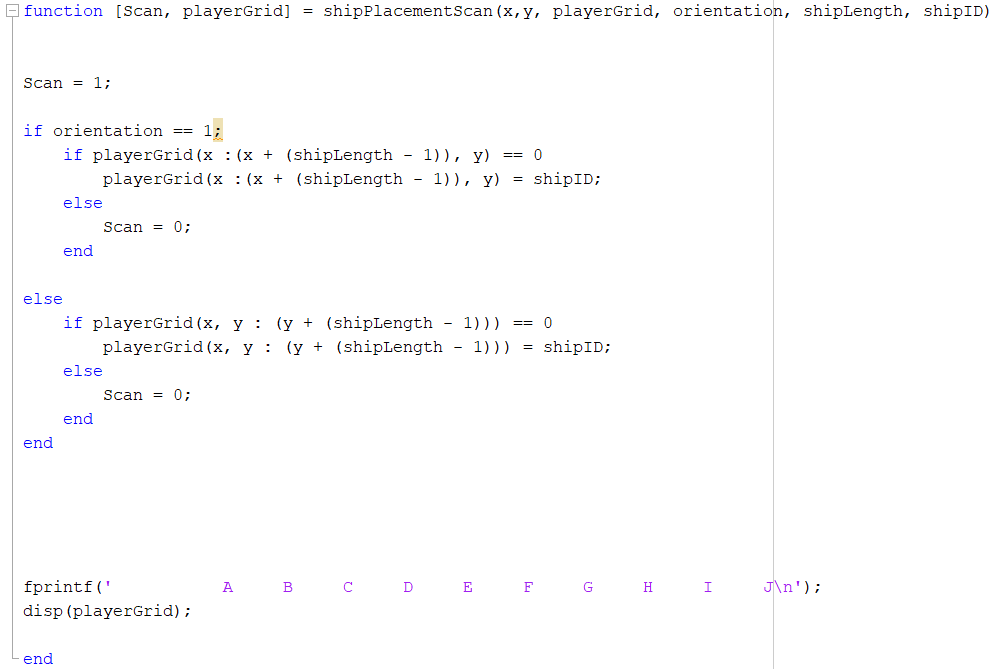 function [Scan, playerGrid] = shipPlacementScan(x,y, playerGrid, orientation, shipLength, shipID)
Scan = 1;
if orientation == 1;
    if playerGrid(x :(x + (shipLength - 1)), y) == 0
        playerGrid(x :(x + (shipLength - 1)), y) = shipID;
    else
        Scan = 0;
    end
else
    if playerGrid(x, y : (y + (shipLength - 1))) == 0
        playerGrid(x, y : (y + (shipLength - 1))) = shipID;
    else
        Scan = 0;
    end
end
fprintf('           A     B     C     D     E     F     G     H     I     J\n');
disp(playerGrid);
end